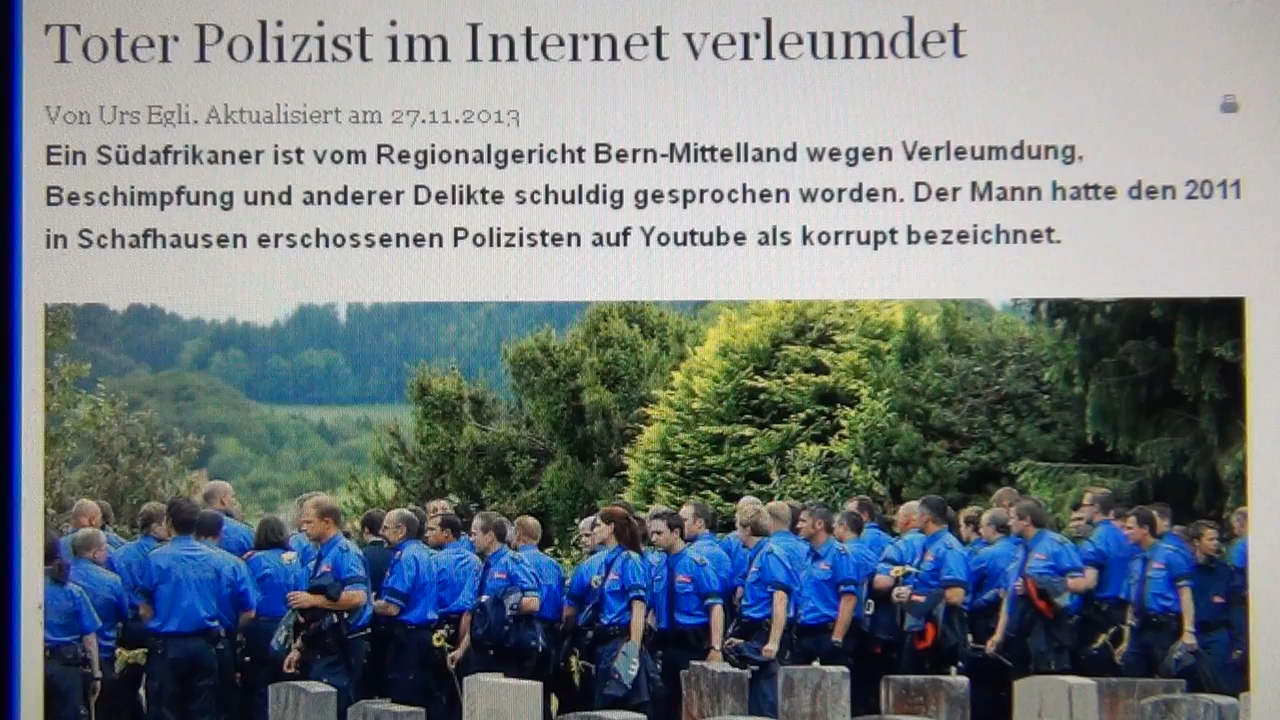 Toter Polizist im Internet verleumdet
Von Urs Egli. Aktualisiert am 27.11.2013
Ein Südafrikaner ist vom Regionalgericht Bern-Mittelland wegen Verleumdung,
Beschimpfung und anderer Delikte schuldig gesprochen worden. Der Mann hatte den 2011
in Schafhausen erschossenen Polizisten auf Youtube als korrupt bezeichnet.